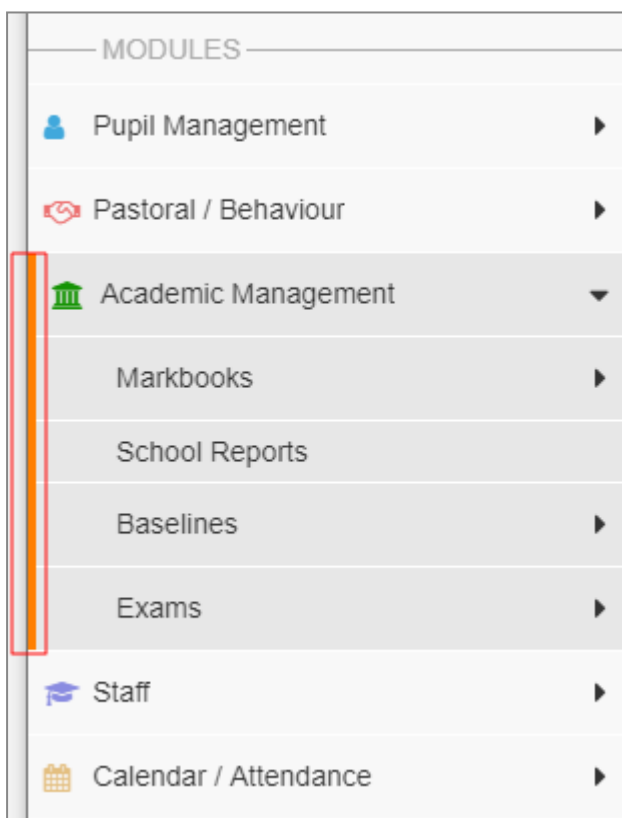 MODULES
Pupil Management
Pastoral / Behaviour
Academic Management
Markbooks
School Reports
Baselines
Exams
Staff
Calendar / Attendance